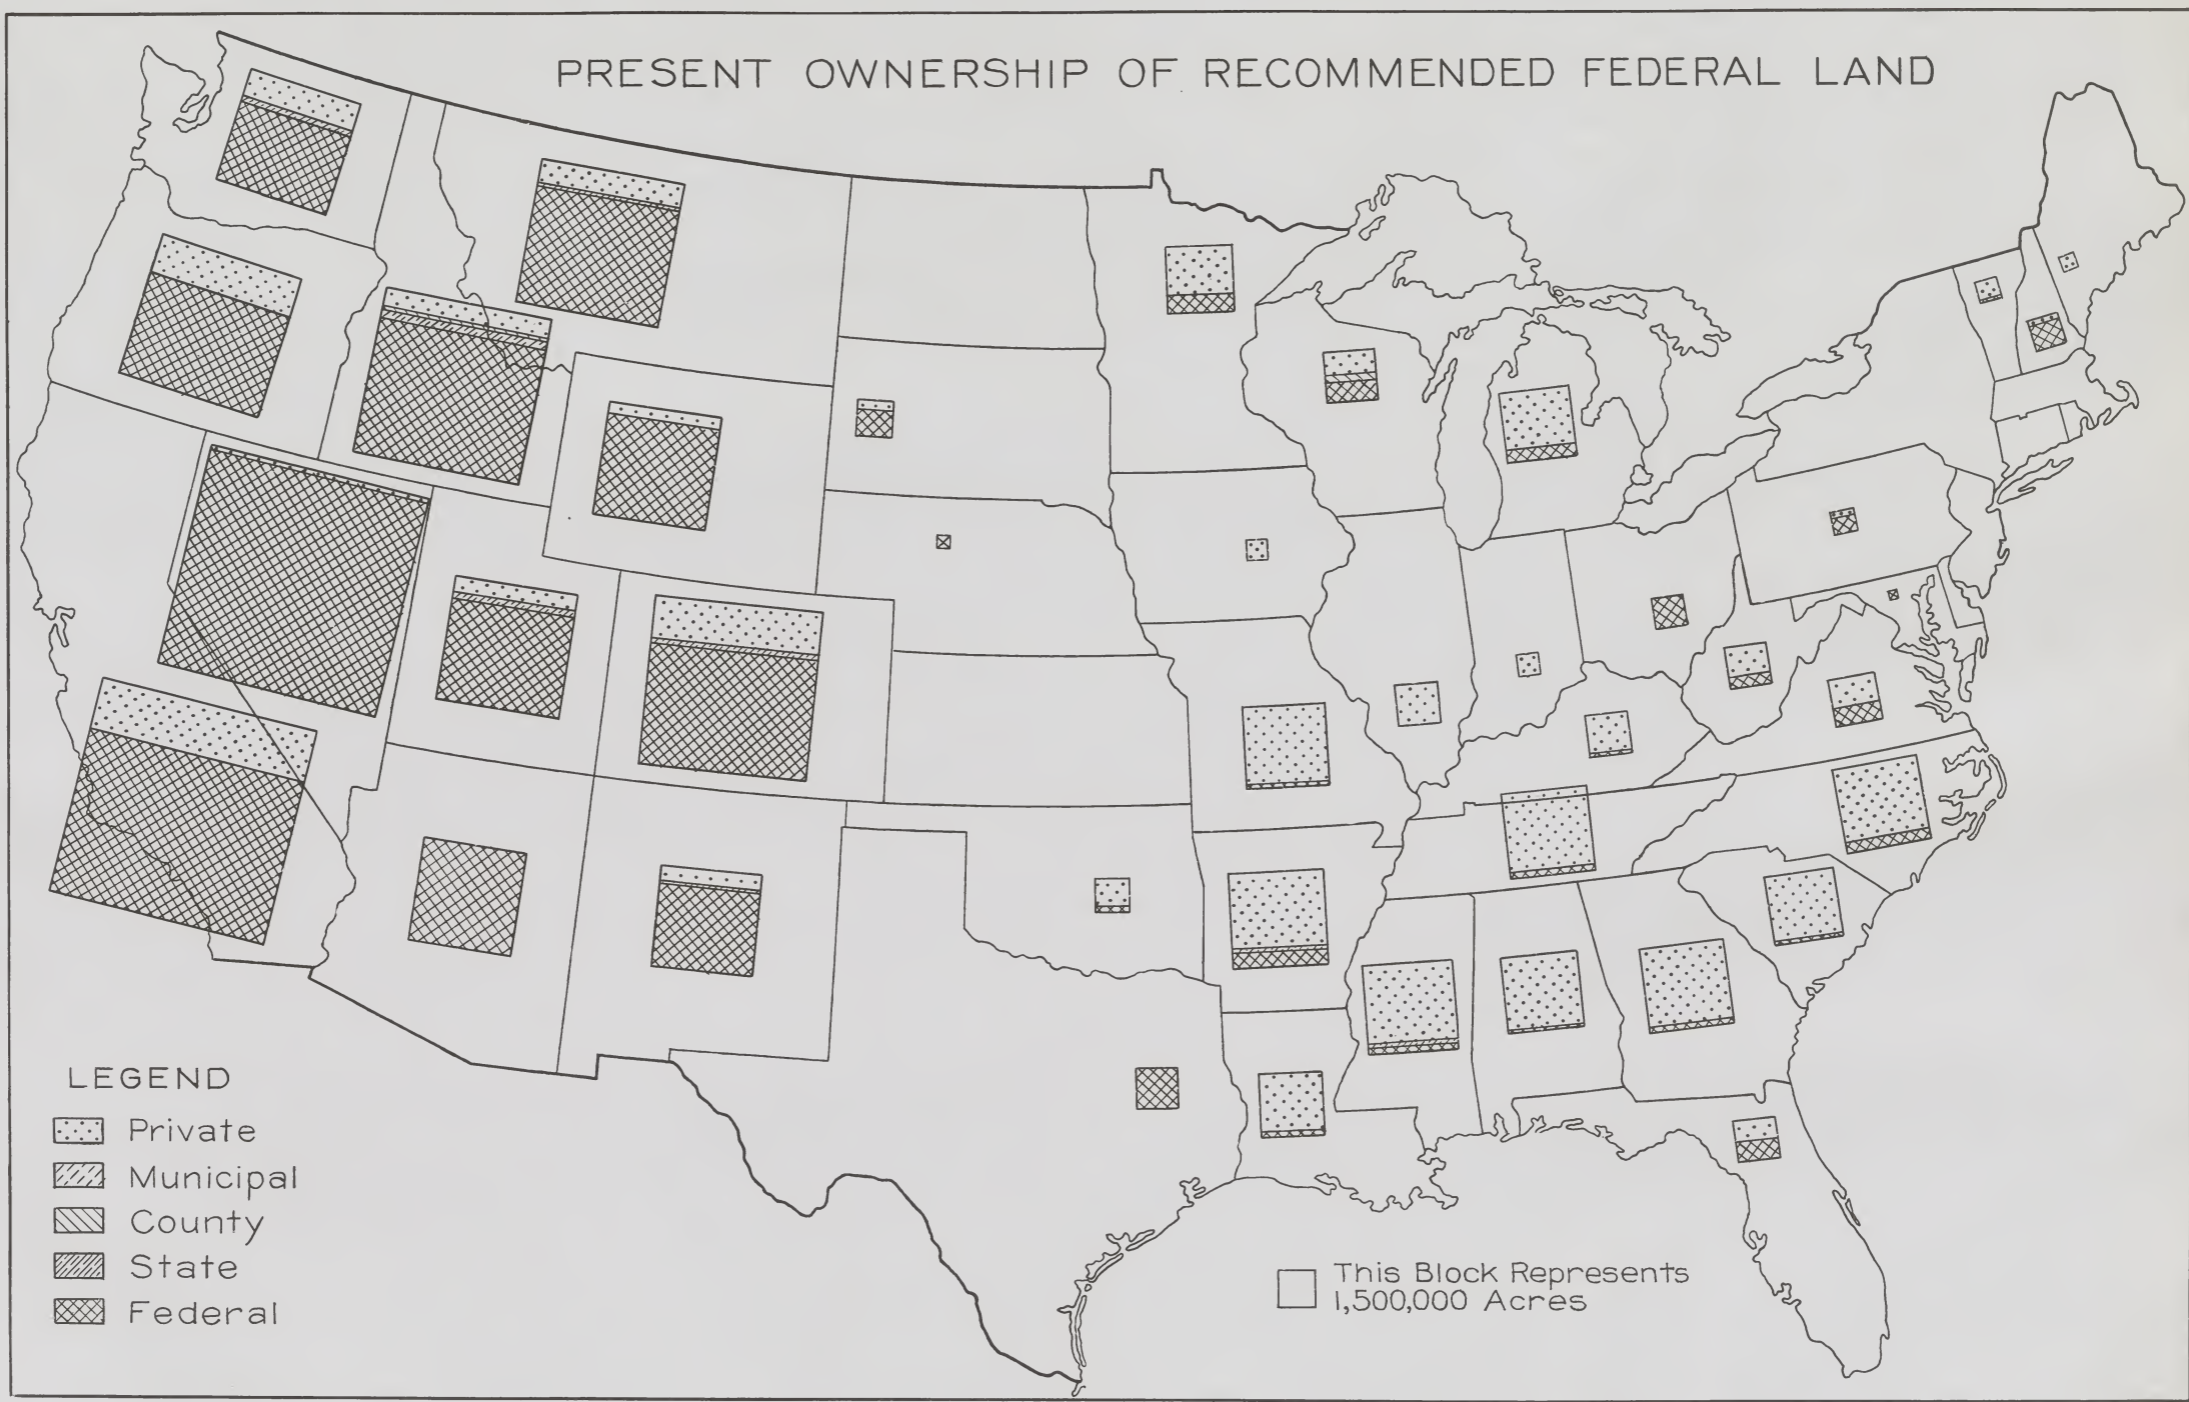 PRESENT OWNERSHIP OF RECOMMENDED FEDERAL LAND
LEGEND
Private
Municipal
County
State
Federal
This Block Represents
1,500,000 Acres